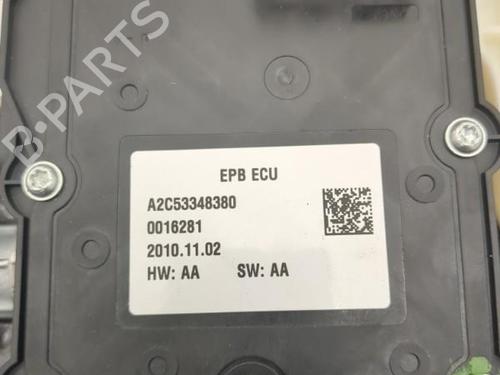 B-PARTS
EPB ECU
A2C53348380
0016281
2010.11.02
HW: AA SW: AA